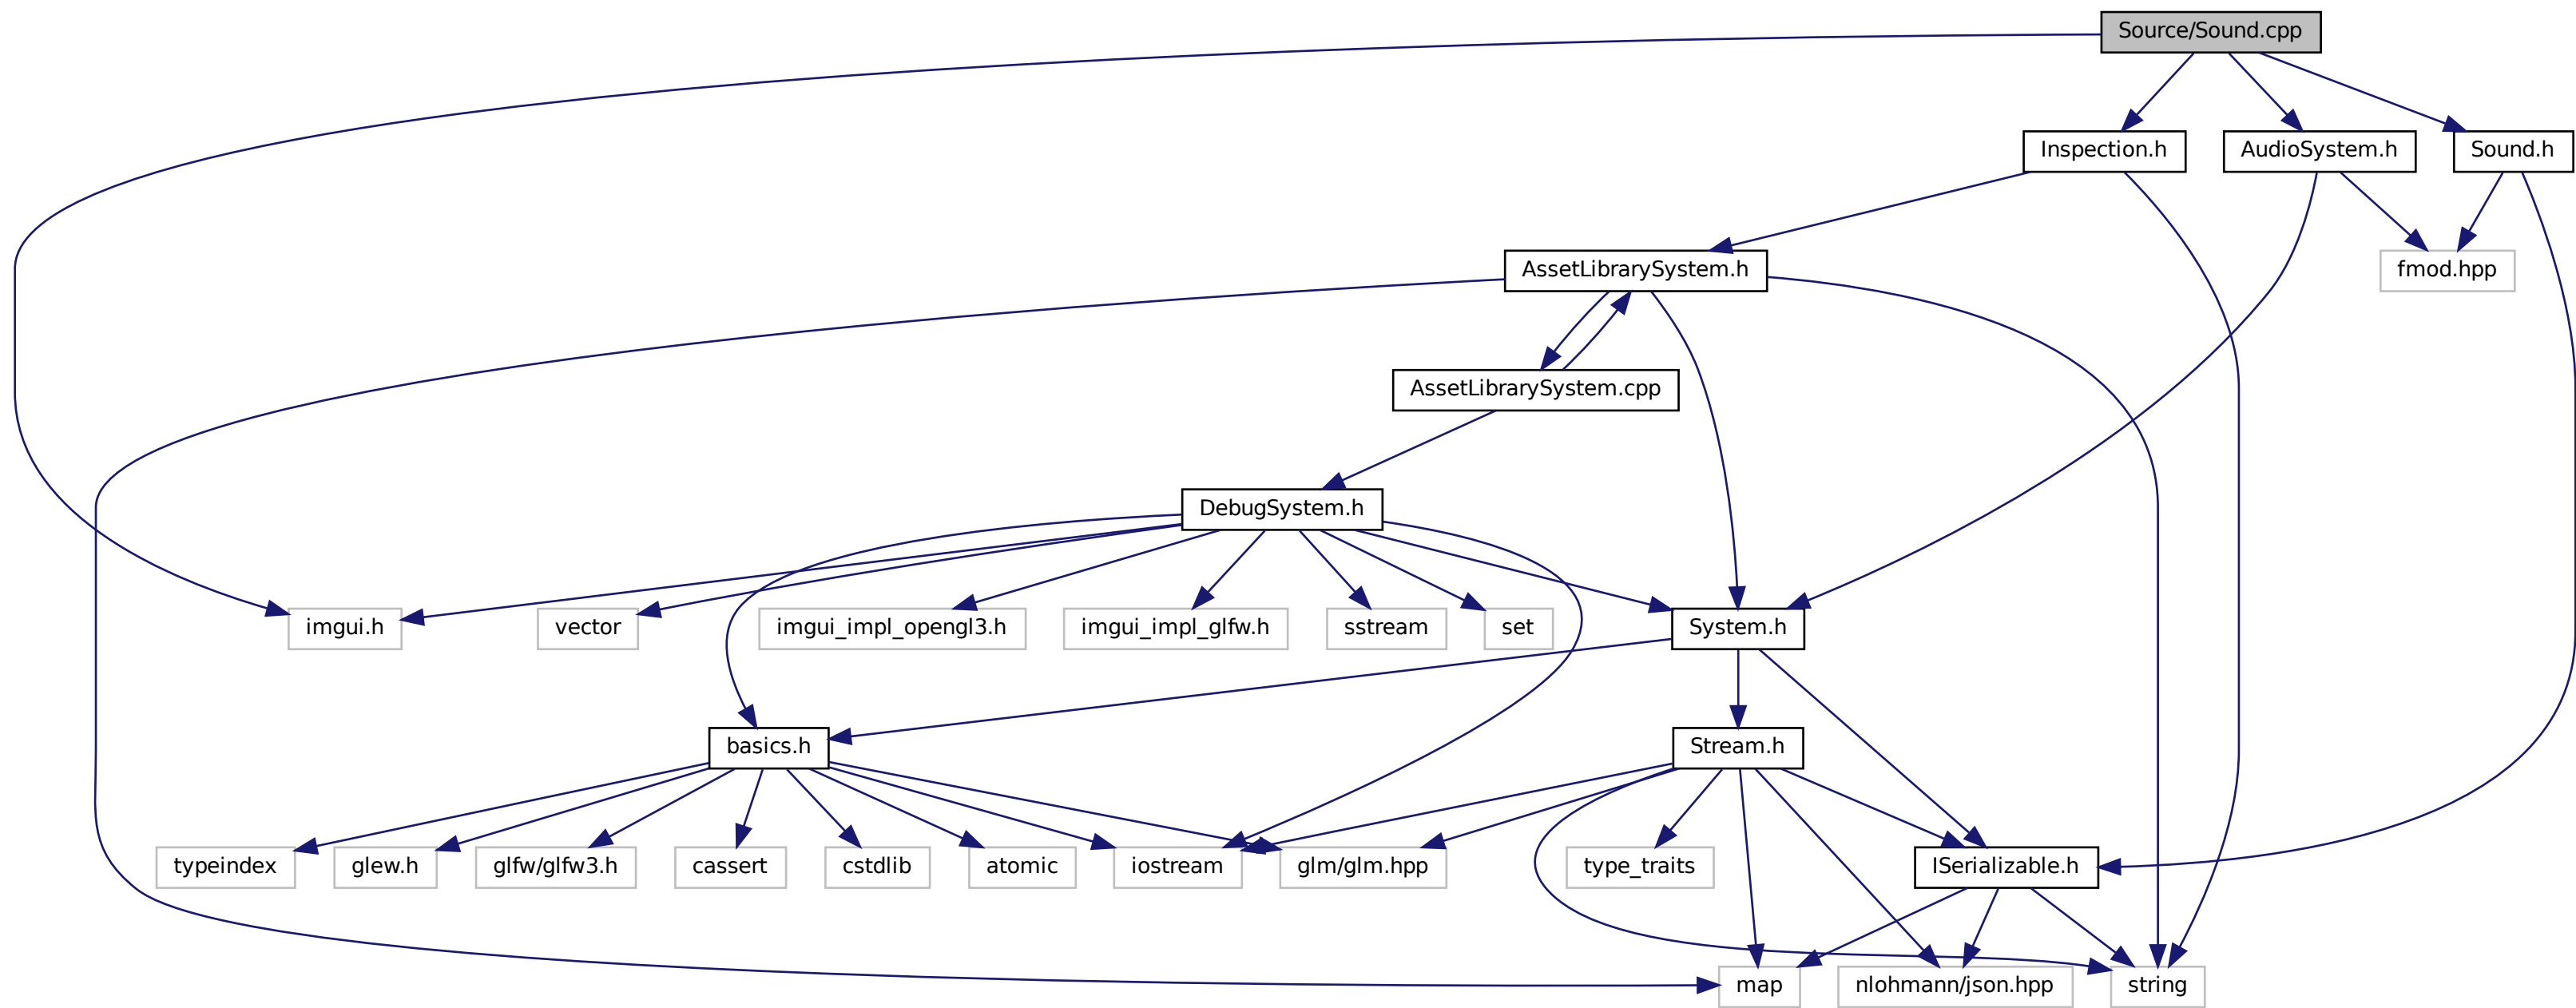 Source/Sound.cpp
Inspection.h
AudioSystem.h
Sound.h
AssetLibrarySystem.h
fmod.hpp
AssetLibrarySystem.cpp
DebugSystem.h
imgui.h
vector
imgui_impl_opengl3.h
imgui_impl_glfw.h
sstream
set
System.h
basics.h
Stream.h
typeindex
glew.h
glfw/glfw3.h
cassert
cstdlib
atomic
iostream
glm/glm.hpp
type_traits
ISerializable.h
map
nlohmann/json.hpp
string